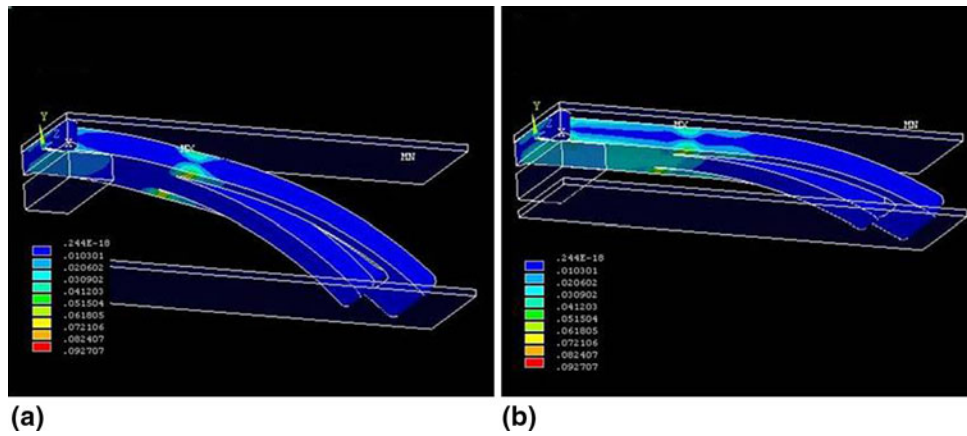 Y
Z
X
MX
MN
.244E-18
.010301
.020602
.030902
.041203
.051504
.061805
.072106
.082407
.092707
(a)
Y
Z
X
MX
MN
.244E-18
.010301
.020602
.030902
.041203
.051504
.061805
.072106
.082407
.092707
(b)